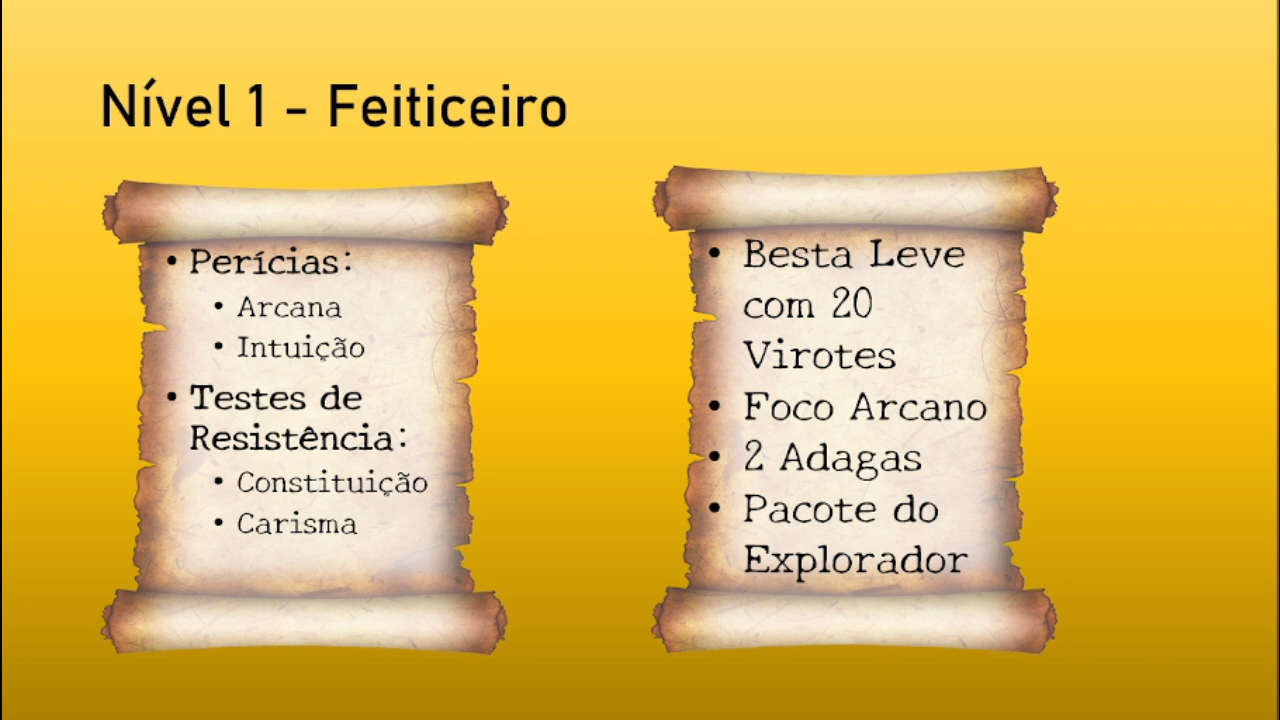 Nível 1 - Feiticeiro
• Perícias:
• Arcana
• Intuição
• Testes de
Resistência:
• Constituição
• Carisma
• Besta Leve
com 20
Virotes
• Foco Arcano
• 2 Adagas
• Pacote do
Explorador